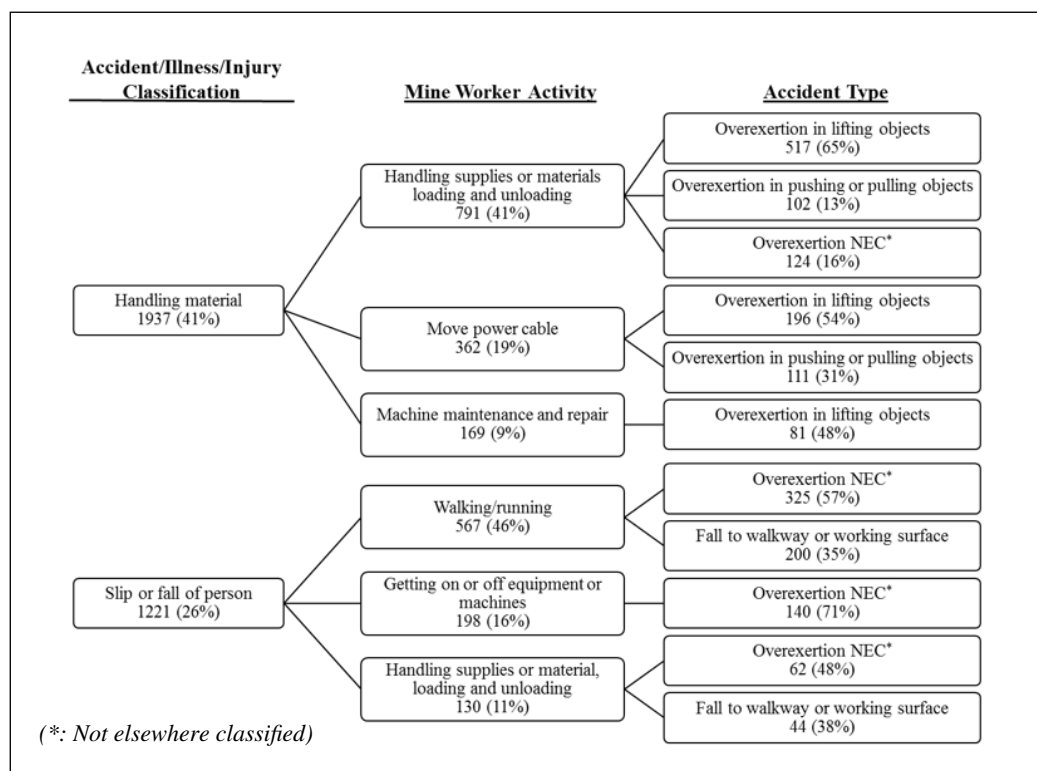 Accident/Illness/Injury
Classification
Mine Worker Activity
Accident Type
Handling material
1937 (41%)
Handling supplies or materials
loading and unloading
791 (41%)
Overexertion in lifting objects
517 (65%)
Overexertion in pushing or pulling objects
102 (13%)
Overexertion NEC*
124 (16%)
Move power cable
362 (19%)
Overexertion in lifting objects
196 (54%)
Overexertion in pushing or pulling objects
111 (31%)
Machine maintenance and repair
169 (9%)
Overexertion in lifting objects
81 (48%)
Slip or fall of person
1221 (26%)
Walking/running
567 (46%)
Overexertion NEC*
325 (57%)
Fall to walkway or working surface
200 (35%)
Getting on or off equipment or
machines
198 (16%)
Overexertion NEC*
140 (71%)
Handling supplies or material,
loading and unloading
130 (11%)
Overexertion NEC*
62 (48%)
Fall to walkway or working surface
44 (38%)
(*: Not elsewhere classified)